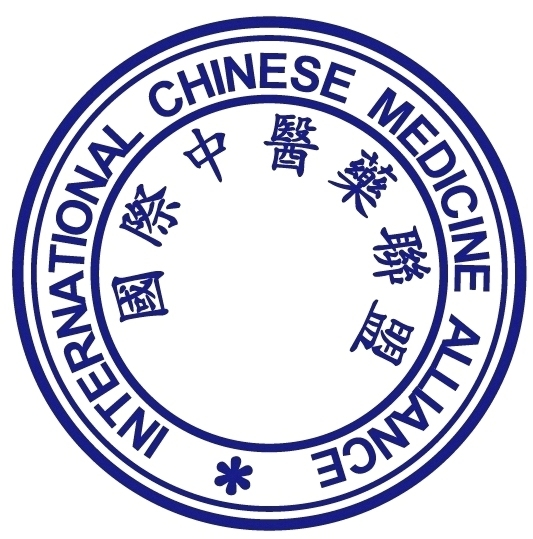 INTERNATIONAL CHINESE MEDICINE ALLIANCE
*
國際中醫藥聯盟